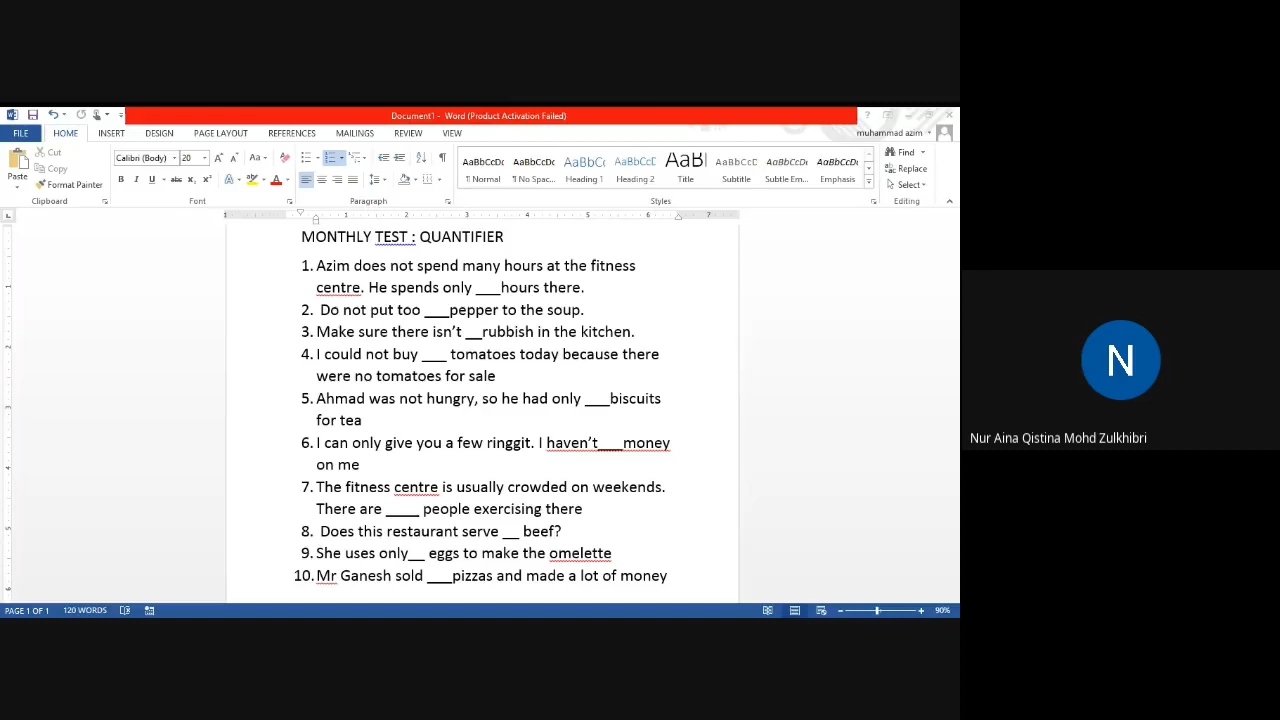 Document1 - Word (Product Activation Failed)
FILE HOME INSERT DESIGN PAGE LAYOUT REFERENCES MAILINGS REVIEW VIEW muhammad azim
Cut
Copy
Format Painter
Paste
Clipboard
Calibri (Body) 20
Font
Paragraph
AaBbCcDc AaBbCcDc AaBbCc AaBbCcD AaBI AaBbCcD AaBbCcDc AaBbCcDc
¶ Normal ¶ No Spac... Heading 1 Heading 2 Title Subtitle Subtle Em... Emphasis
Styles
Find
Replace
Select
Editing
MONTHLY TEST : QUANTIFIER
1. Azim does not spend many hours at the fitness
centre. He spends only ___hours there.
2. Do not put too ___pepper to the soup.
3. Make sure there isn’t __rubbish in the kitchen.
4. I could not buy ___ tomatoes today because there
were no tomatoes for sale
5. Ahmad was not hungry, so he had only ___biscuits
for tea
6. I can only give you a few ringgit. I haven’t___money
on me
7. The fitness centre is usually crowded on weekends.
There are ____ people exercising there
8. Does this restaurant serve __ beef?
9. She uses only__ eggs to make the omelette
10. Mr Ganesh sold ___pizzas and made a lot of money
PAGE 1 OF 1 120 WORDS 90%
N
Nur Aina Qistina Mohd Zulkhibri